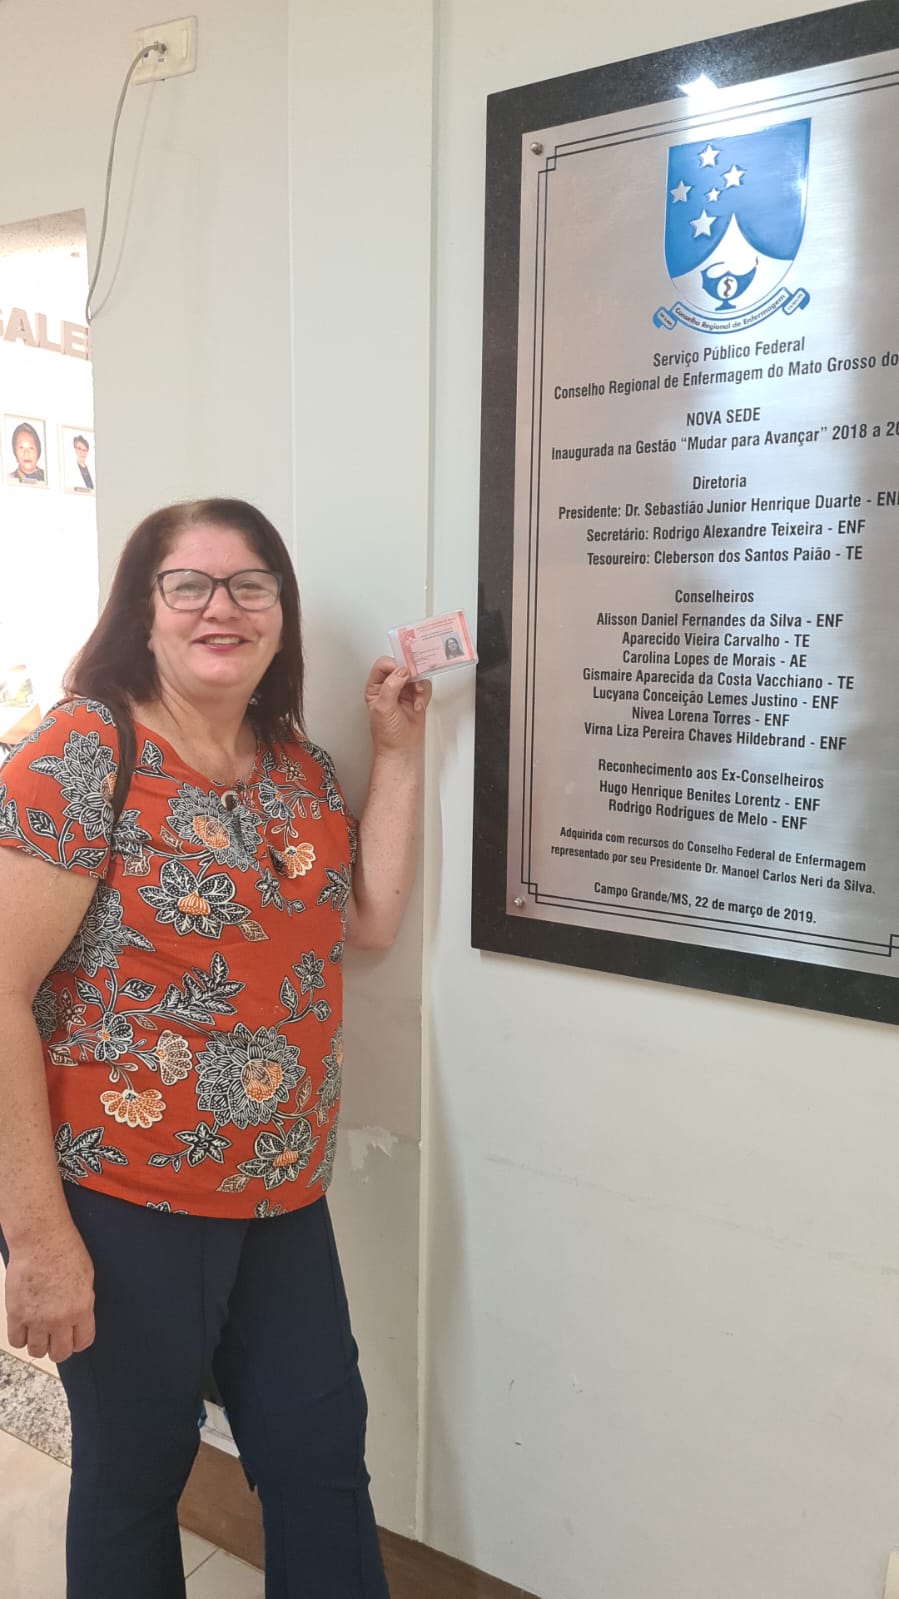 GALE
Conselho Regional de Enfermagem
Serviço Público Federal
Conselho Regional de Enfermagem do Mato Grosso do
NOVA SEDE
Inaugurada na Gestão “Mudar para Avançar” 2018 a 20
Diretoria
Presidente: Dr. Sebastião Junior Henrique Duarte - EN
Secretário: Rodrigo Alexandre Teixeira - ENF
Tesoureiro: Cleberson dos Santos Paião - TE
Conselheiros
Alisson Daniel Fernandes da Silva - ENF
Aparecido Vieira Carvalho - TE
Carolina Lopes de Morais - AE
Gismaire Aparecida da Costa Vacchiano - TE
Lucyana Conceição Lemes Justino - ENF
Nivea Lorena Torres - ENF
Virna Liza Pereira Chaves Hildebrand - ENF
Reconhecimento aos Ex-Conselheiros
Hugo Henrique Benites Lorentz - ENF
Rodrigo Rodrigues de Melo - ENF
Adquirida com recursos do Conselho Federal de Enfermagem
representado por seu Presidente Dr. Manoel Carlos Neri da Silva.
Campo Grande/MS, 22 de março de 2019.